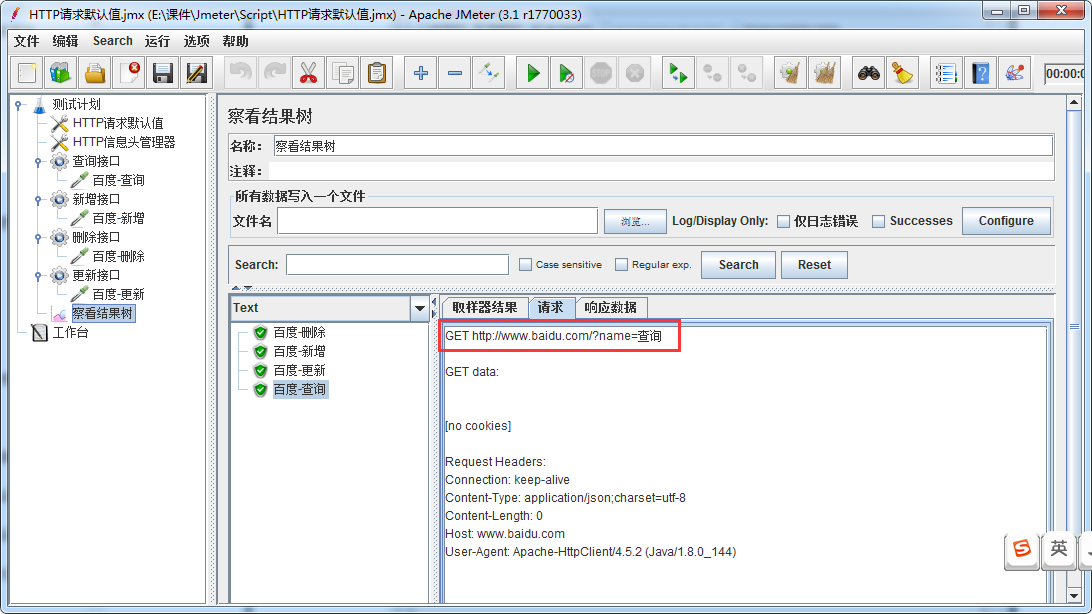 HTTP请求默认值.jmx (E:\课件\Jmeter\Script\HTTP请求默认值.jmx) - Apache JMeter (3.1 r1770033)
文件 编辑 Search 运行 选项 帮助
STOP
00:00:0
测试计划
HTTP请求默认值
HTTP信息头管理器
查询接口
百度-查询
新增接口
百度-新增
删除接口
百度-删除
更新接口
百度-更新
察看结果树
工作台
察看结果树
名称： 察看结果树
注释：
所有数据写入一个文件
文件名 浏览... Log/Display Only: 仅日志错误 Successes Configure
Search: Case sensitive Regular exp. Search Reset
Text
百度-删除
百度-新增
百度-更新
百度-查询
取样器结果 请求 响应数据
GET http://www.baidu.com/?name=查询
GET data:
[no cookies]
Request Headers:
Connection: keep-alive
Content-Type: application/json;charset=utf-8
Content-Length: 0
Host: www.baidu.com
User-Agent: Apache-HttpClient/4.5.2 (Java/1.8.0_144)
S 英